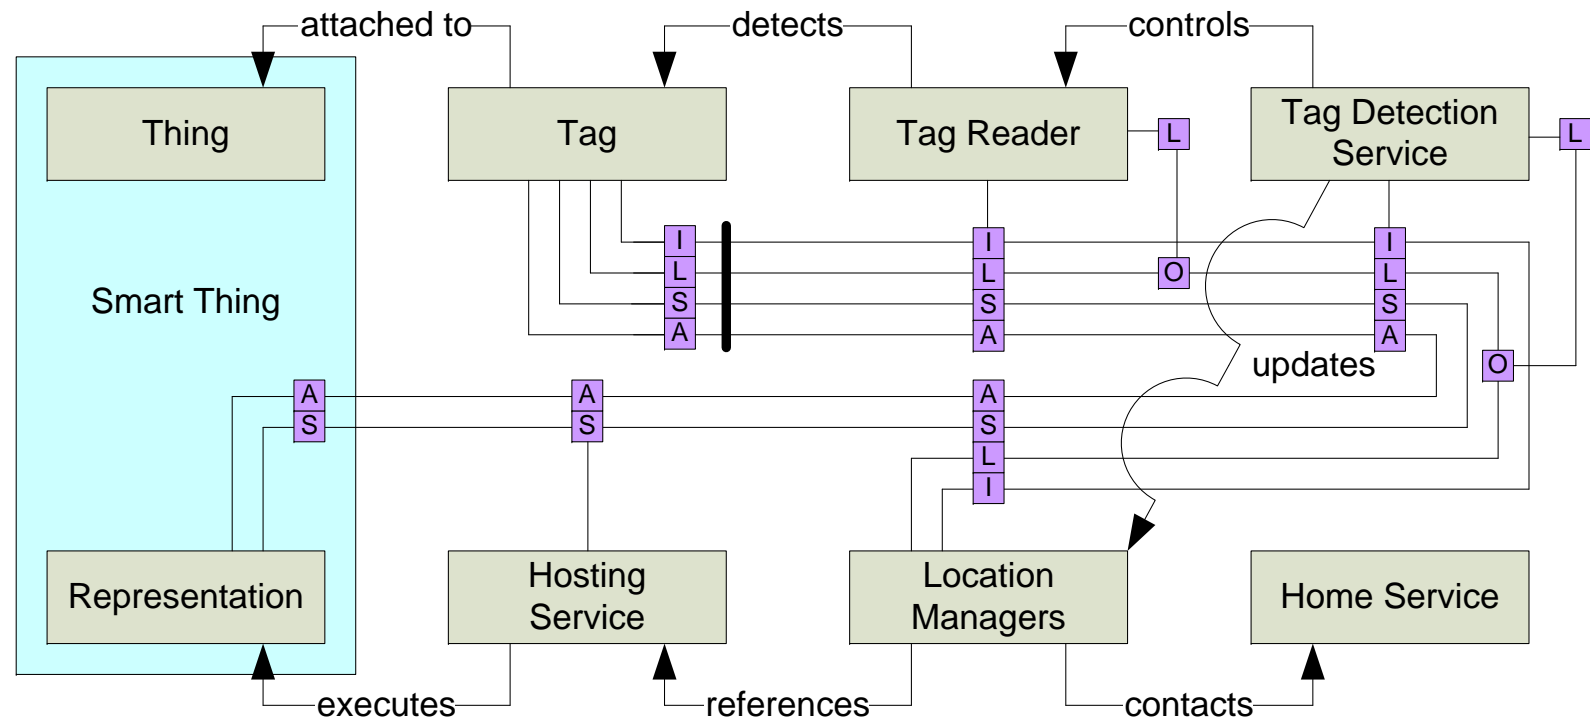 attached to
detects
controls
Thing
Tag
Tag Reader
L
Tag Detection
Service
L
I
I
I
L
L
O
L
S
S
S
A
A
A
Smart Thing
updates
O
A
A
A
S
S
S
L
I
Representation
Hosting
Service
Location
Managers
Home Service
executes
references
contacts